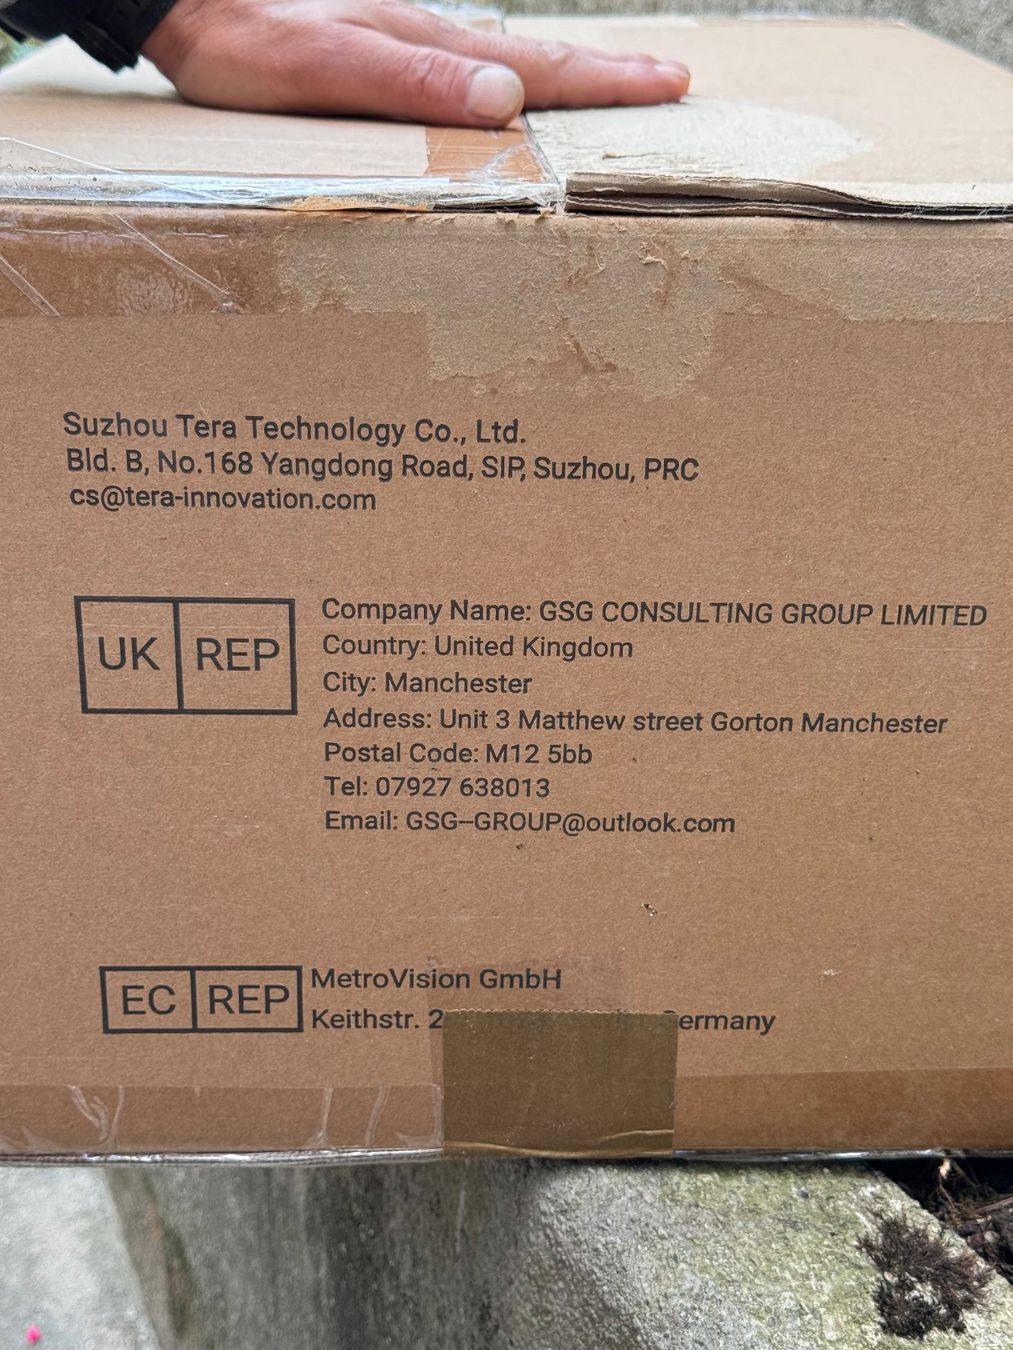 Suzhou Tera Technology Co., Ltd.
Bld. B, No.168 Yangdong Road, SIP, Suzhou, PRC
cs@tera-innovation.com
UK REP
Company Name: GSG CONSULTING GROUP LIMITED
Country: United Kingdom
City: Manchester
Address: Unit 3 Matthew street Gorton Manchester
Postal Code: M12 5bb
Tel: 07927 638013
Email: GSG--GROUP@outlook.com
EC REP
MetroVision GmbH
Keithstr. 2 ermany